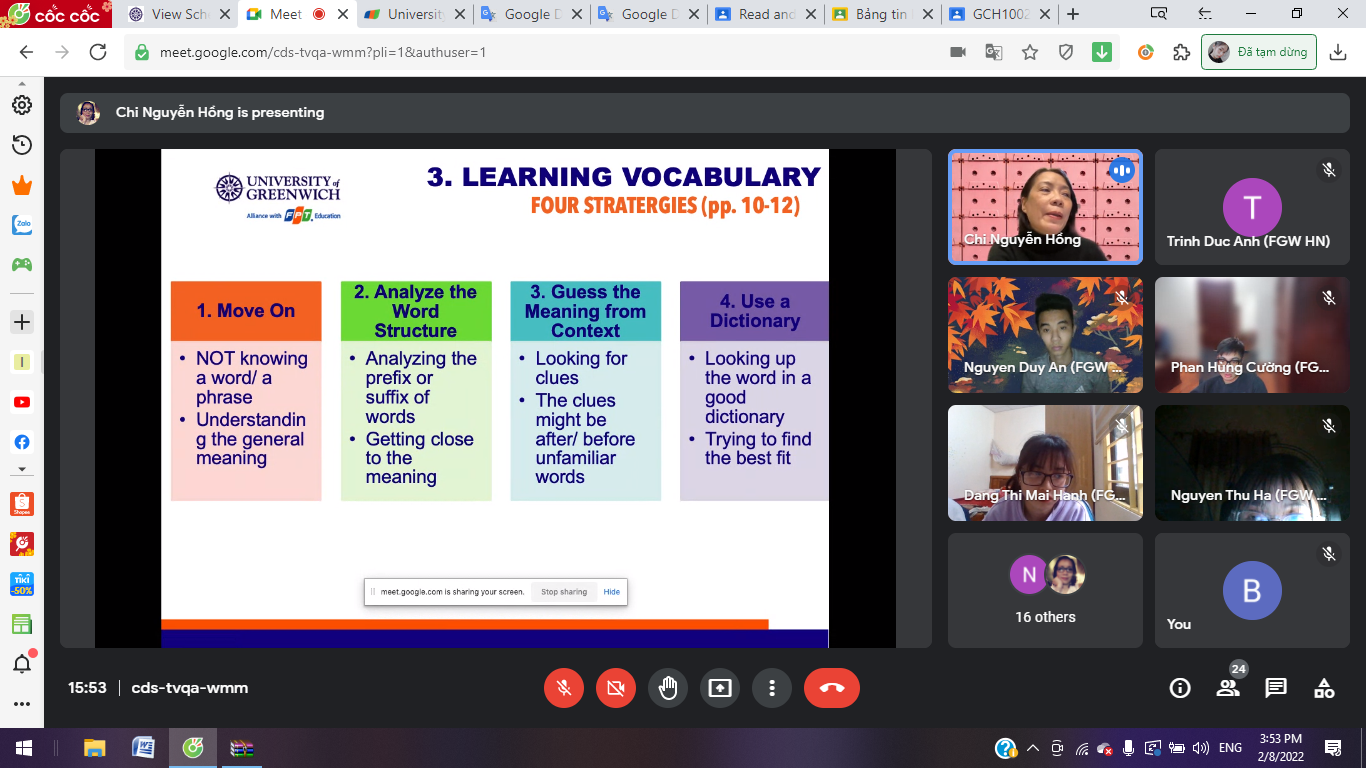 CỐC CỐC
View Sch
Meet
Universit
Google D
Google D
Read and
Bảng tin
GCH1002
meet.google.com/cds-tvqa-wmm?pli=1&authuser=1
Đã tạm dừng
Chi Nguyễn Hồng is presenting
UNIVERSITY of
GREENWICH
Alliance with FPT. Education
3. LEARNING VOCABULARY
FOUR STRATERGIES (pp. 10-12)
1. Move On
• NOT knowing
a word/ a
phrase
• Understandin
g the general
meaning
2. Analyze the
Word
Structure
• Analyzing the
prefix or
suffix of
words
• Getting close
to the
meaning
3. Guess the
Meaning from
Context
• Looking for
clues
• The clues
might be
after/ before
unfamiliar
words
4. Use a
Dictionary
• Looking up
the word in a
good
dictionary
• Trying to find
the best fit
meet.google.com is sharing your screen.
Stop sharing
Hide
Chi Nguyễn Hồng
T
Trinh Duc Anh (FGW HN)
Nguyen Duy An (FGW ...
Phan Hùng Cường (FG...
Dang Thi Mai Hanh (FG...
Nguyen Thu Ha (FGW ...
N
16 others
B
You
Zalo
I
Shopee
TIKI
-50%
15:53
cds-tvqa-wmm
24
W
ENG
3:53 PM
2/8/2022